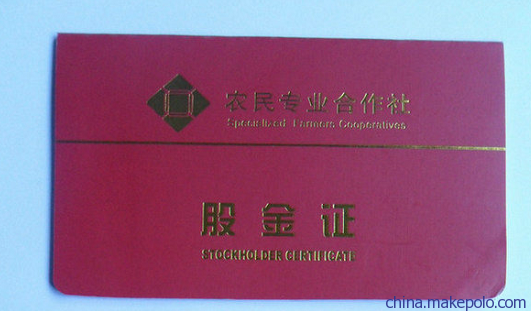 农民专业合作社
Specialized Farmers Cooperatives
股金证
STOCKHOLDER CERTIFICATE
china.makepolo.com